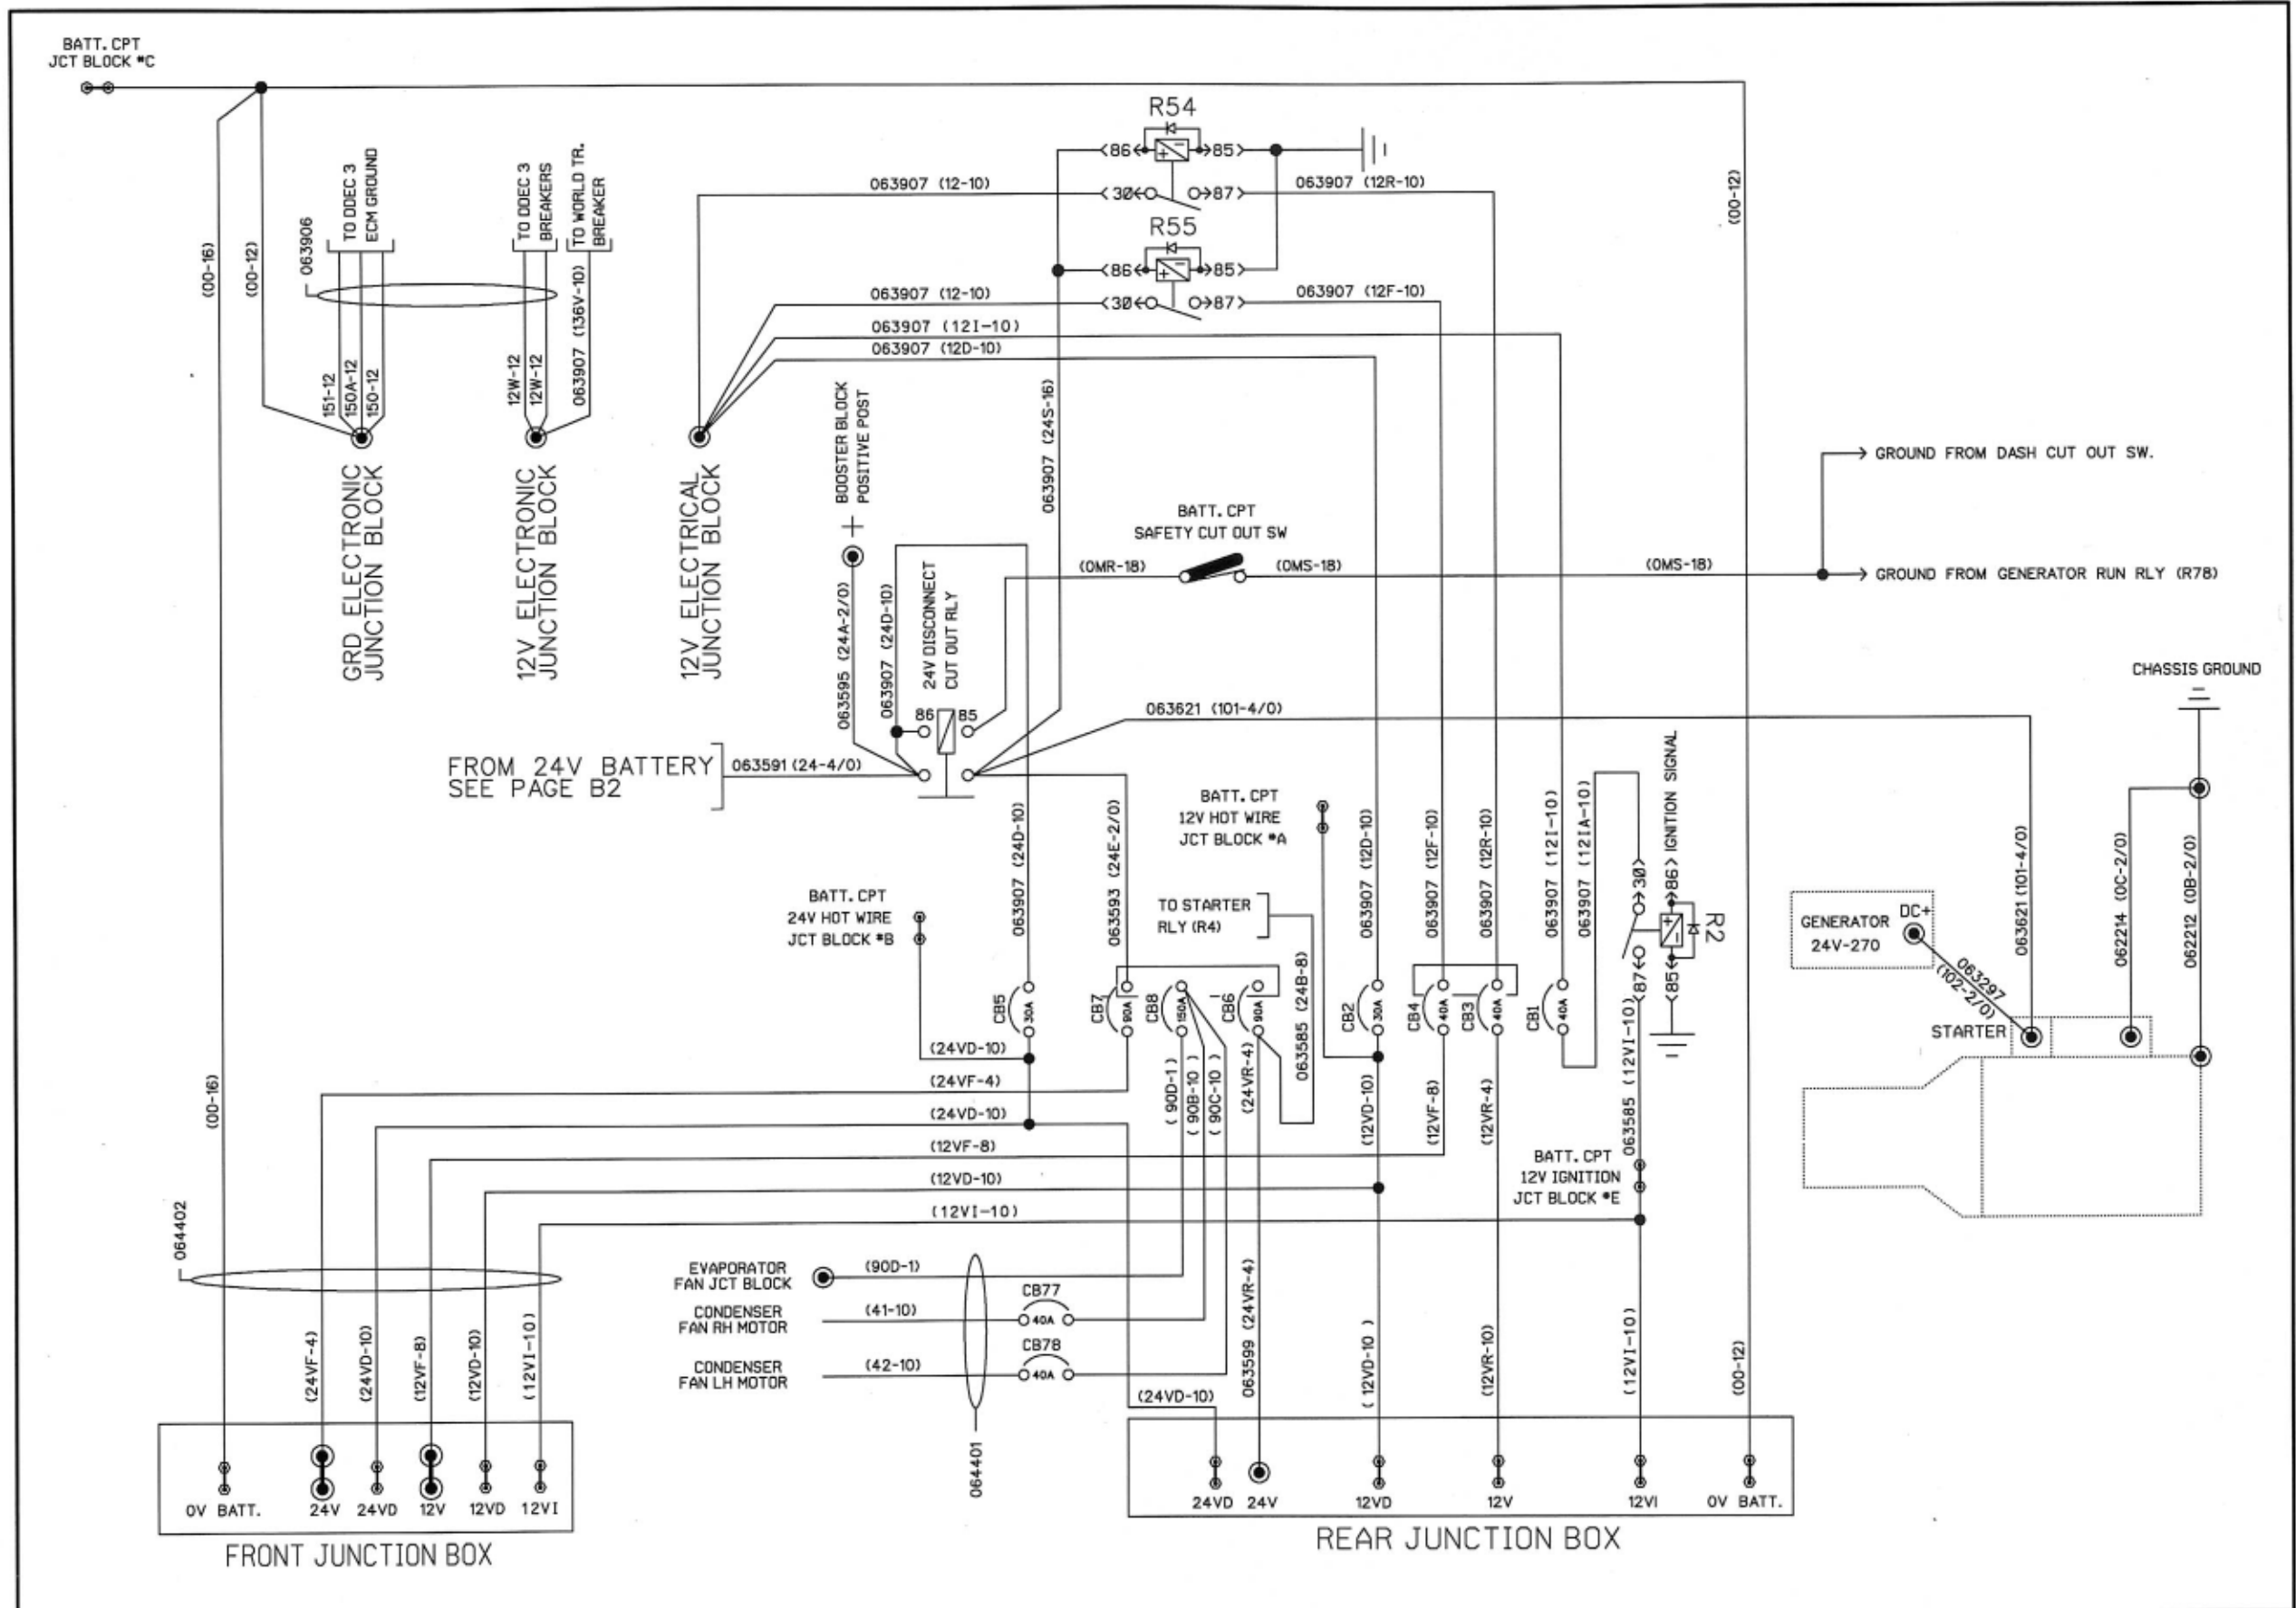 BATT. CPT
JCT BLOCK *C
R54
<86
85>
063907 (12-10)
<30
87>
063907 (12R-10)
R55
<86
85>
063907 (12-10)
<30
87>
063907 (12F-10)
063907 (12I-10)
063907 (12D-10)
(00-16)
(00-12)
063906
TO DDEC 3
ECM GROUND
TO DDEC 3
BREAKERS
TO WORLD TR.
BREAKER
063907 (136V-10)
151-12
150A-12
150-12
12W-12
12W-12
(00-12)
GRD ELECTRONIC
JUNCTION BLOCK
12V ELECTRONIC
JUNCTION BLOCK
12V ELECTRICAL
JUNCTION BLOCK
BOOSTER BLOCK
POSITIVE POST
+
063595 (24A-2/0)
063907 (24D-10)
24V DISCONNECT
CUT OUT RLY
86
85
063907 (24S-16)
BATT. CPT
SAFETY CUT OUT SW
(0MR-18)
(0MS-18)
(0MS-18)
GROUND FROM DASH CUT OUT SW.
GROUND FROM GENERATOR RUN RLY (R78)
CHASSIS GROUND
FROM 24V BATTERY
SEE PAGE B2
063591 (24-4/0)
063621 (101-4/0)
BATT. CPT
12V HOT WIRE
JCT BLOCK *A
BATT. CPT
24V HOT WIRE
JCT BLOCK *B
TO STARTER
RLY (R4)
063907 (24D-10)
063593 (24E-2/0)
063585 (24B-8)
063907 (12D-10)
063907 (12F-10)
063907 (12R-10)
063907 (12I-10)
063907 (12IA-10)
30>
86> IGNITION SIGNAL
R2
<87
<85
GENERATOR
24V-270
DC+
063297
(102-2/0)
STARTER
063621 (101-4/0)
062214 (0C-2/0)
062212 (0B-2/0)
CB5
30A
CB7
90A
CB8
150A
CB6
90A
CB2
30A
CB4
40A
CB3
40A
CB1
40A
(24VD-10)
(24VF-4)
(24VD-10)
(12VF-8)
(12VD-10)
(12VI-10)
(90D-1)
(90B-10)
(90C-10)
(24VR-4)
(12VD-10)
(12VF-8)
(12VR-4)
063585 (12VI-10)
BATT. CPT
12V IGNITION
JCT BLOCK *E
(00-16)
064402
EVAPORATOR
FAN JCT BLOCK
(90D-1)
CONDENSER
FAN RH MOTOR
(41-10)
CB77
40A
CONDENSER
FAN LH MOTOR
(42-10)
CB78
40A
064401
(24VF-4)
(24VD-10)
(12VF-8)
(12VD-10)
(12VI-10)
(24VD-10)
063599 (24VR-4)
(12VD-10)
(12VR-10)
(12VI-10)
(00-12)
0V BATT.
24V
24VD
12V
12VD
12VI
FRONT JUNCTION BOX
24VD
24V
12VD
12V
12VI
0V BATT.
REAR JUNCTION BOX